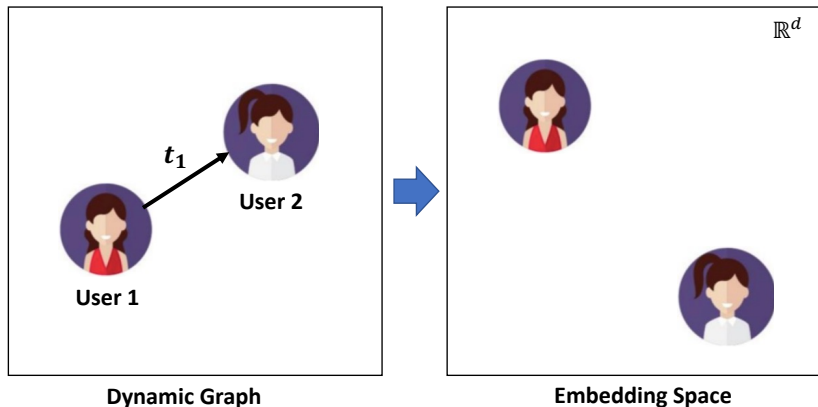 ℝ^d
t₁
User 2
User 1
Dynamic Graph
Embedding Space